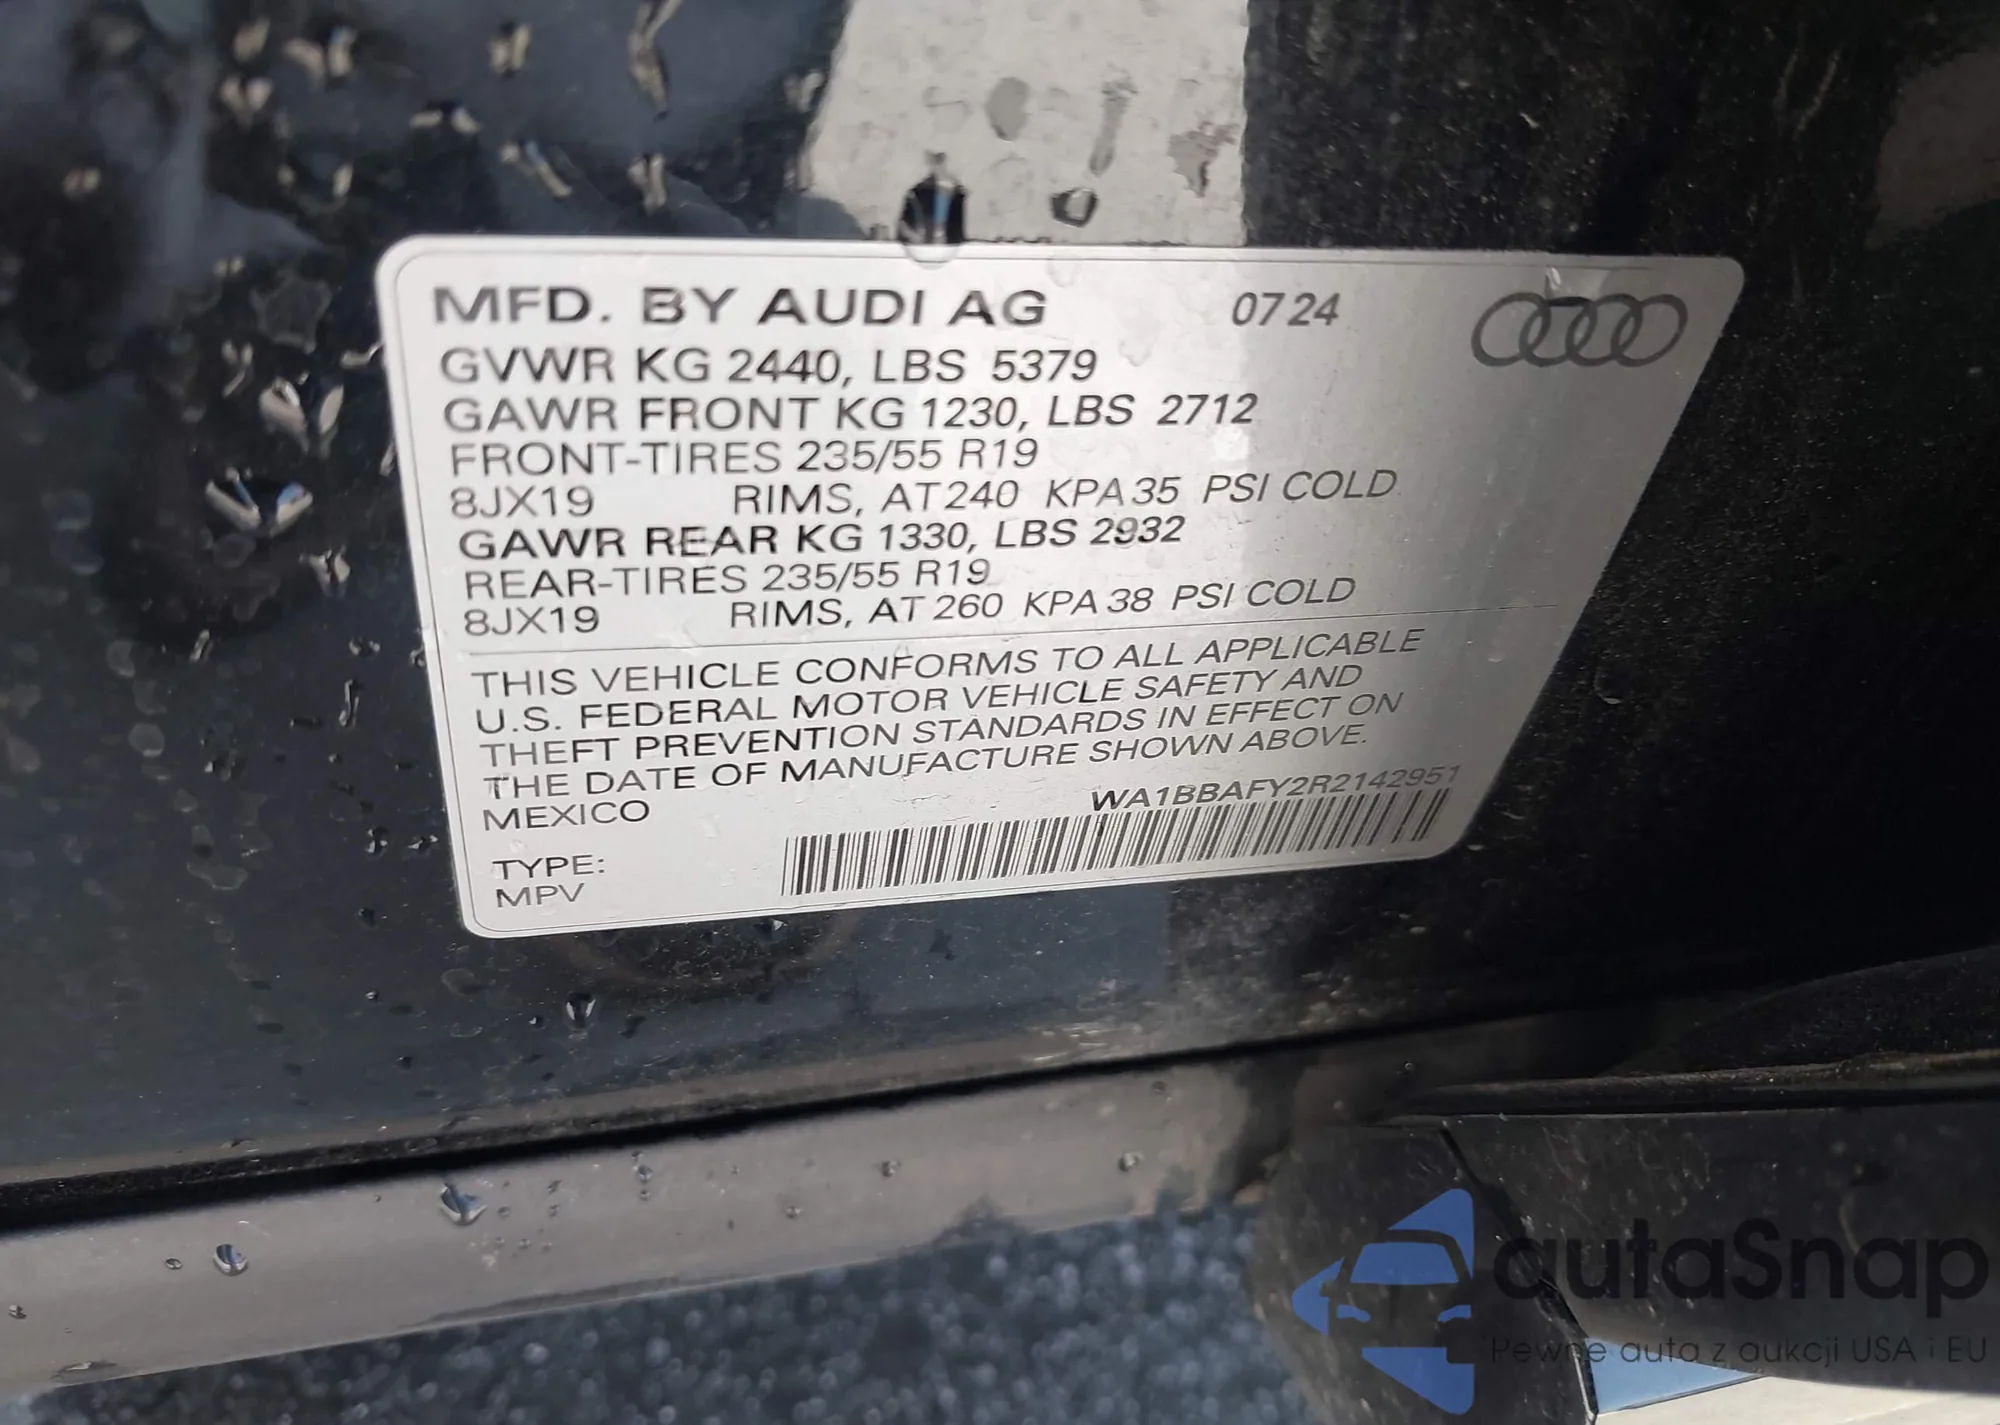 MFD. BY AUDI AG 07 24
GVWR KG 2440, LBS 5379
GAWR FRONT KG 1230, LBS 2712
FRONT-TIRES 235/55 R19
8JX19 RIMS, AT 240 KPA 35 PSI COLD
GAWR REAR KG 1330, LBS 2932
REAR-TIRES 235/55 R19
8JX19 RIMS, AT 260 KPA 38 PSI COLD
THIS VEHICLE CONFORMS TO ALL APPLICABLE
U.S. FEDERAL MOTOR VEHICLE SAFETY AND
THEFT PREVENTION STANDARDS IN EFFECT ON
THE DATE OF MANUFACTURE SHOWN ABOVE.
MEXICO WA1BBAFY2R2142951
TYPE:
MPV
autaSnap
Pewne auta z aukcji USA i EU